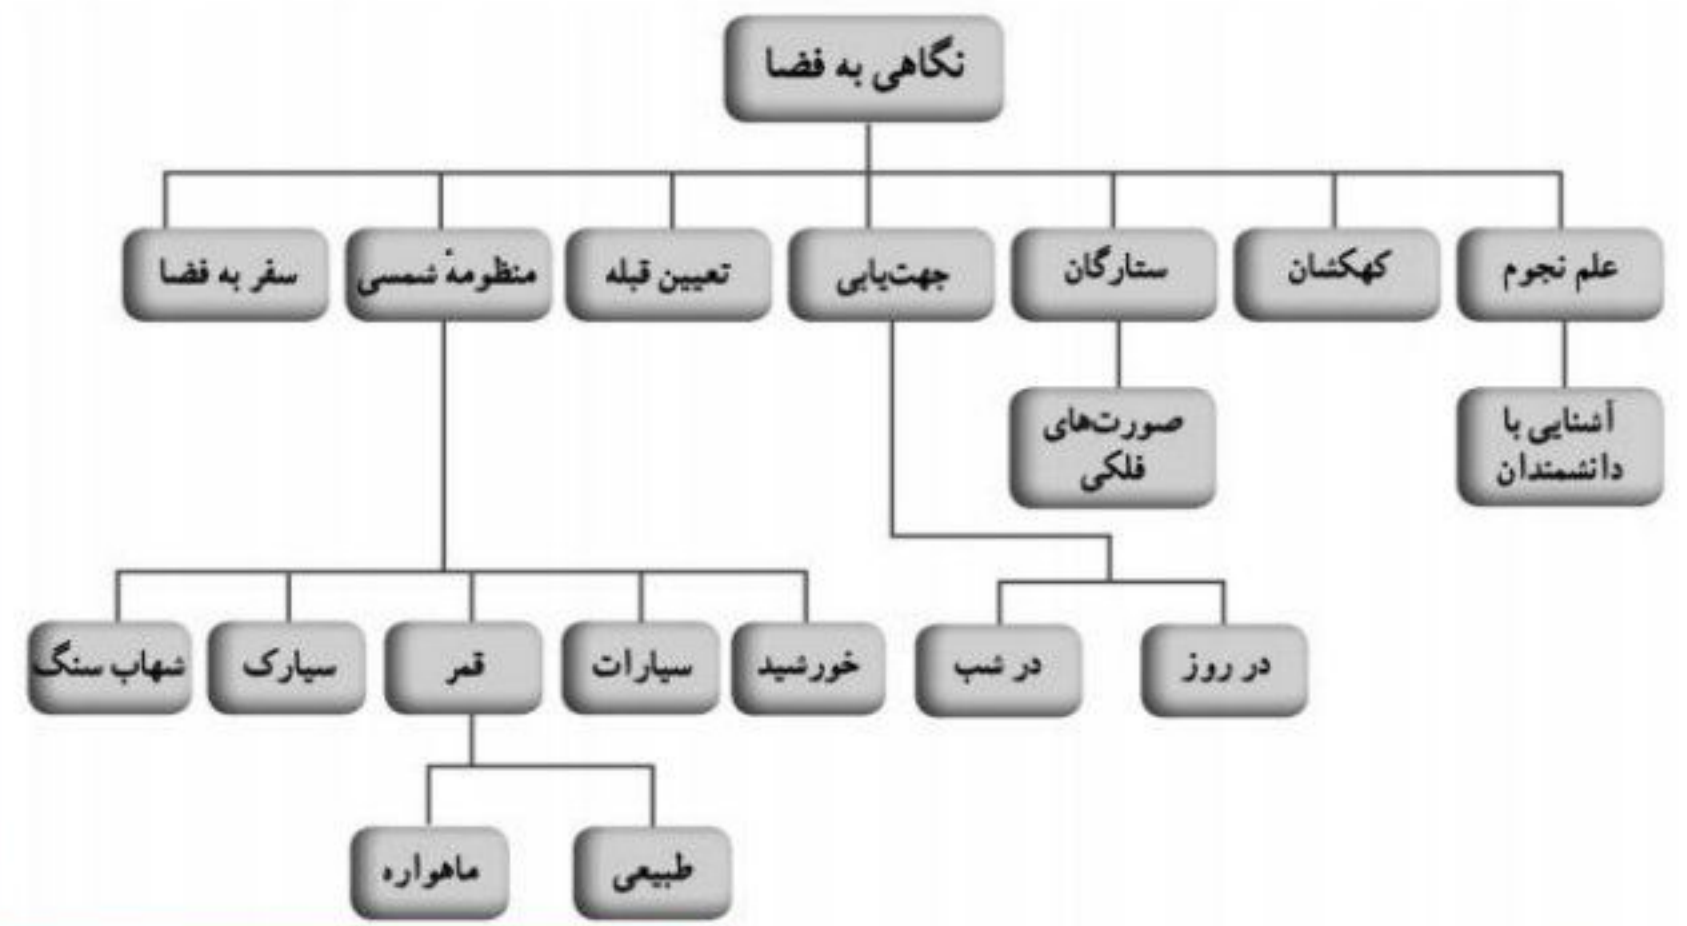 نگاهی به فضا
علم نجوم
کهکشان
ستارگان
جهت‌یابی
تعیین قبله
منظومهٔ شمسی
سفر به فضا
آشنایی با
دانشمندان
صورت‌های
فلکی
در روز
در شب
خورشید
سیارات
قمر
سیارک
شهاب سنگ
طبیعی
ماهواره